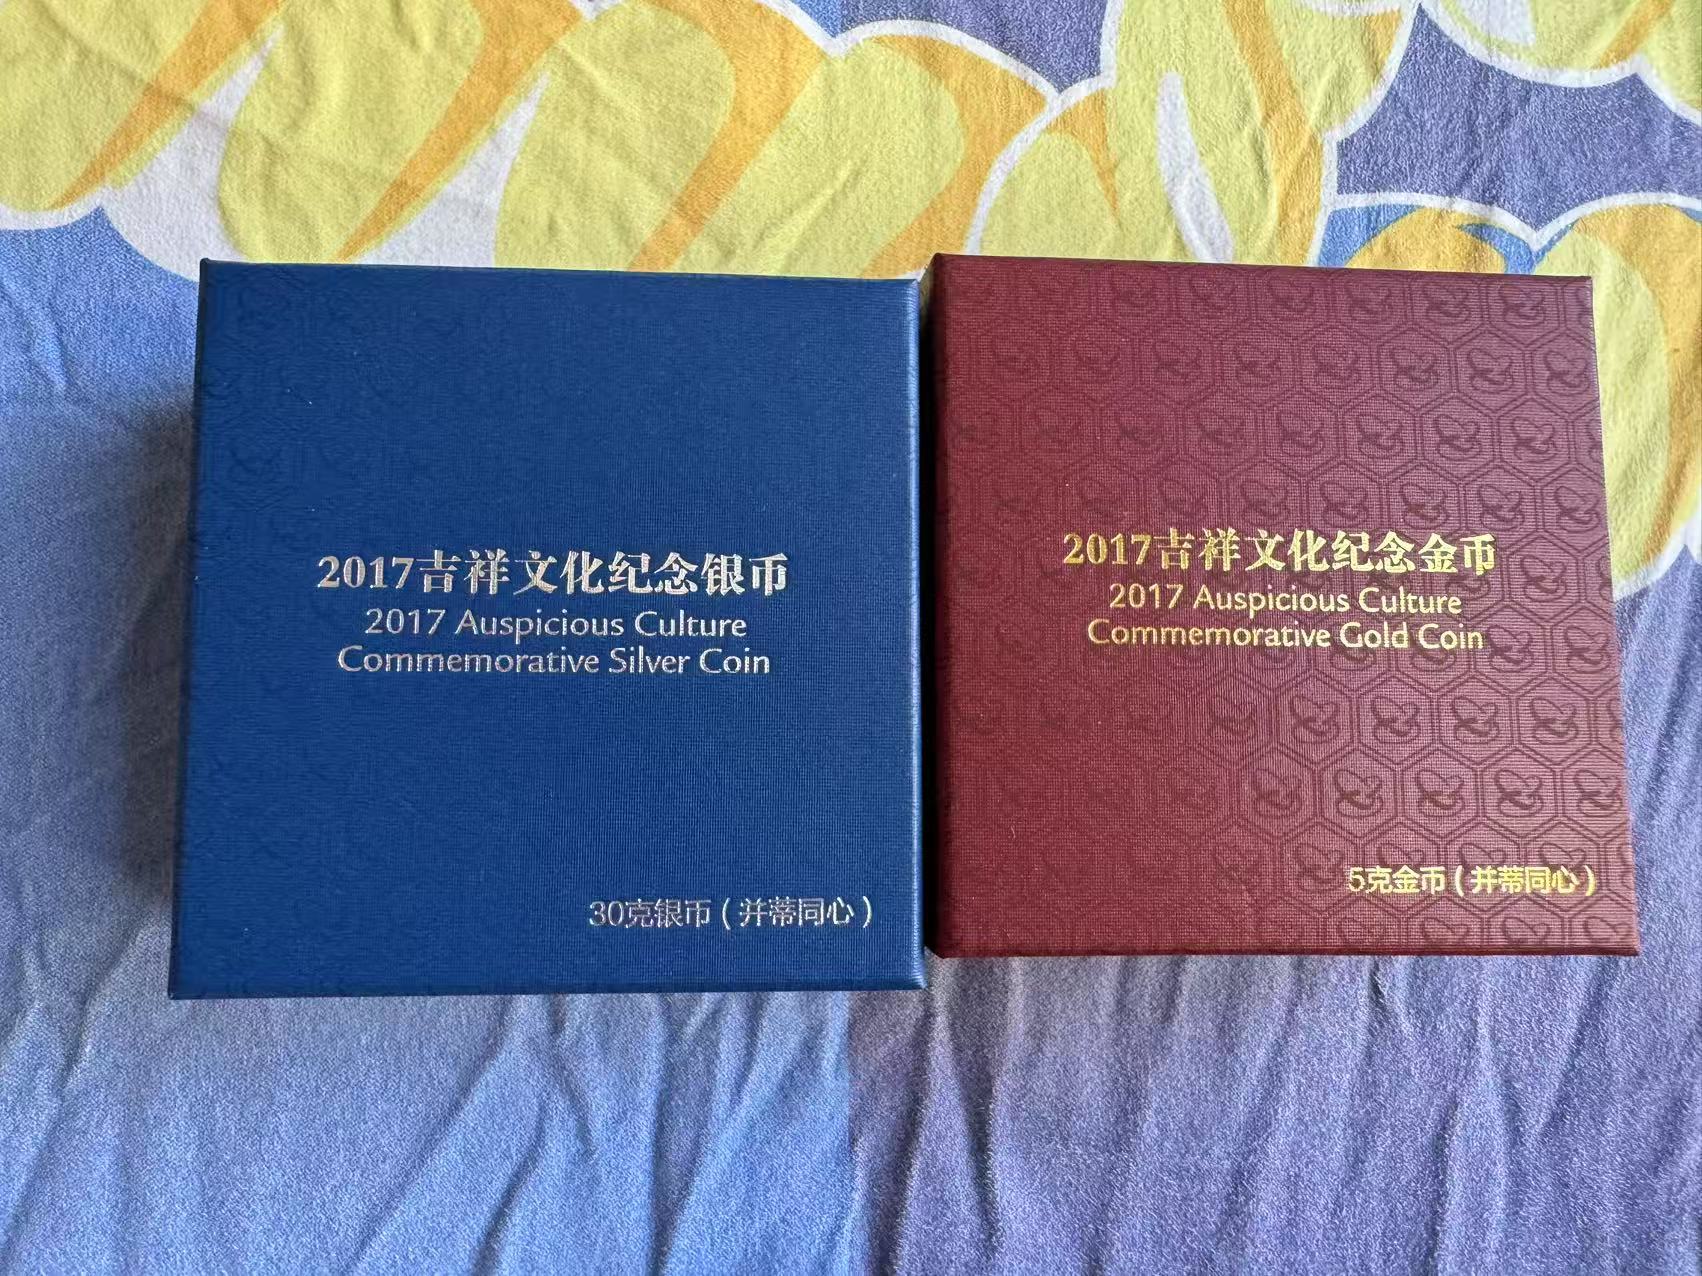 2017吉祥文化纪念银币
2017 Auspicious Culture
Commemorative Silver Coin
30克银币(并蒂同心)
2017吉祥文化纪念金币
2017 Auspicious Culture
Commemorative Gold Coin
5克金币(并蒂同心)